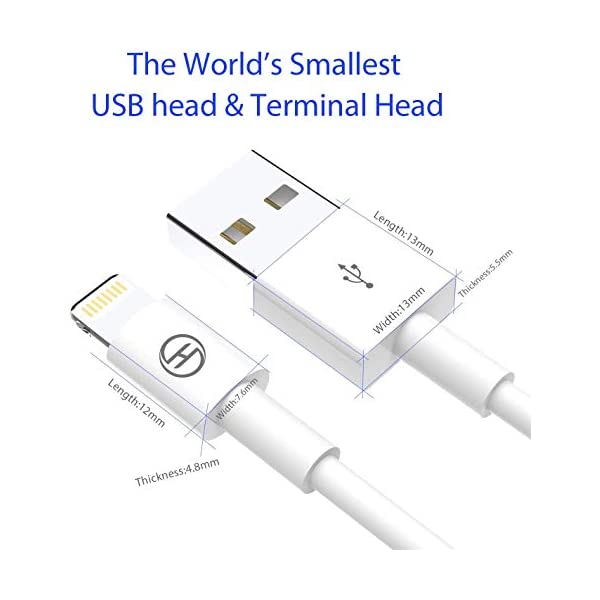 The World's Smallest
USB head & Terminal Head
Length:13mm
Thickness:5.5mm
Width:13mm
H
Length:12mm
Width:7.6mm
Thickness:4.8mm